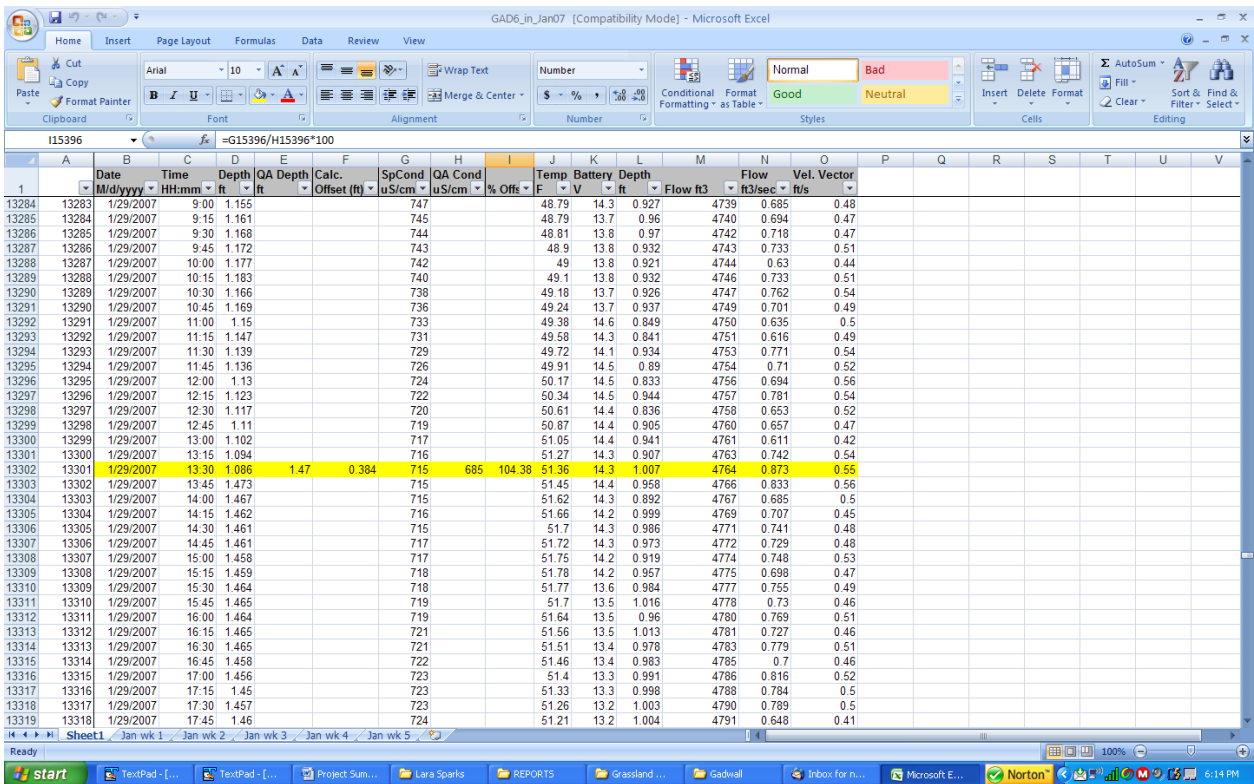 GAD6_in_Jan07 [Compatibility Mode] - Microsoft Excel
Home Insert Page Layout Formulas Data Review View
Paste Cut Copy Format Painter Clipboard
Arial 10 A A B I U A Font
Wrap Text Merge & Center Alignment
Number $ % , .0 .00 .00 .0 Number
Conditional Formatting Format as Table Normal Bad Good Neutral Styles
Insert Delete Format Cells
Σ AutoSum Fill Clear Sort & Filter Find & Select Editing
I15396 fx =G15396/H15396*100
A B C D E F G H I J K L M N O P Q R S T U V
Date Time Depth QA Depth Calc. SpCond QA Cond Temp Battery Depth Flow Vel. Vector
1 M/d/yyyy HH:mm ft ft Offset (ft) uS/cm uS/cm % Offs F V ft Flow ft3 ft3/sec ft/s
13284 13283 1/29/2007 9:00 1.155 747 48.79 14.3 0.927 4739 0.685 0.48
13285 13284 1/29/2007 9:15 1.161 745 48.79 13.7 0.96 4740 0.694 0.47
13286 13285 1/29/2007 9:30 1.168 744 48.81 13.8 0.97 4742 0.718 0.47
13287 13286 1/29/2007 9:45 1.172 743 48.9 13.8 0.932 4743 0.733 0.51
13288 13287 1/29/2007 10:00 1.177 742 49 13.8 0.921 4744 0.63 0.44
13289 13288 1/29/2007 10:15 1.183 740 49.1 13.8 0.932 4746 0.733 0.51
13290 13289 1/29/2007 10:30 1.166 738 49.18 13.7 0.926 4747 0.762 0.54
13291 13290 1/29/2007 10:45 1.169 736 49.24 13.7 0.937 4749 0.701 0.49
13292 13291 1/29/2007 11:00 1.15 733 49.38 14.6 0.849 4750 0.635 0.5
13293 13292 1/29/2007 11:15 1.147 731 49.58 14.3 0.841 4751 0.616 0.49
13294 13293 1/29/2007 11:30 1.139 729 49.72 14.1 0.934 4753 0.771 0.54
13295 13294 1/29/2007 11:45 1.136 726 49.91 14.5 0.89 4754 0.71 0.52
13296 13295 1/29/2007 12:00 1.13 724 50.17 14.5 0.833 4756 0.694 0.56
13297 13296 1/29/2007 12:15 1.123 722 50.34 14.5 0.944 4757 0.781 0.54
13298 13297 1/29/2007 12:30 1.117 720 50.61 14.4 0.836 4758 0.653 0.52
13299 13298 1/29/2007 12:45 1.11 719 50.87 14.4 0.905 4760 0.657 0.47
13300 13299 1/29/2007 13:00 1.102 717 51.05 14.4 0.941 4761 0.611 0.42
13301 13300 1/29/2007 13:15 1.094 716 51.27 14.3 0.907 4763 0.742 0.54
13302 13301 1/29/2007 13:30 1.086 1.47 0.384 715 685 104.38 51.36 14.3 1.007 4764 0.873 0.55
13303 13302 1/29/2007 13:45 1.473 715 51.45 14.4 0.958 4766 0.833 0.56
13304 13303 1/29/2007 14:00 1.467 715 51.62 14.3 0.892 4767 0.685 0.5
13305 13304 1/29/2007 14:15 1.462 716 51.66 14.2 0.999 4769 0.707 0.45
13306 13305 1/29/2007 14:30 1.461 715 51.7 14.3 0.986 4771 0.741 0.48
13307 13306 1/29/2007 14:45 1.461 717 51.72 14.3 0.973 4772 0.729 0.48
13308 13307 1/29/2007 15:00 1.458 717 51.75 14.2 0.919 4774 0.748 0.53
13309 13308 1/29/2007 15:15 1.459 718 51.78 14.2 0.957 4775 0.698 0.47
13310 13309 1/29/2007 15:30 1.464 718 51.77 13.6 0.984 4777 0.755 0.49
13311 13310 1/29/2007 15:45 1.465 719 51.7 13.5 1.016 4778 0.73 0.46
13312 13311 1/29/2007 16:00 1.464 719 51.64 13.5 0.96 4780 0.769 0.51
13313 13312 1/29/2007 16:15 1.465 721 51.56 13.5 1.013 4781 0.727 0.46
13314 13313 1/29/2007 16:30 1.465 721 51.51 13.4 0.978 4783 0.779 0.51
13315 13314 1/29/2007 16:45 1.458 722 51.46 13.4 0.983 4785 0.7 0.46
13316 13315 1/29/2007 17:00 1.456 723 51.4 13.3 0.991 4786 0.816 0.52
13317 13316 1/29/2007 17:15 1.45 723 51.33 13.3 0.998 4788 0.784 0.5
13318 13317 1/29/2007 17:30 1.457 723 51.26 13.2 1.003 4790 0.789 0.5
13319 13318 1/29/2007 17:45 1.46 724 51.21 13.2 1.004 4791 0.648 0.41
Sheet1 Jan wk 1 Jan wk 2 Jan wk 3 Jan wk 4 Jan wk 5
Ready 100%
start TextPad - [... TextPad - [... Project Sum... Lara Sparks REPORTS Grassland ... Gadwall Inbox for n... Microsoft E... Norton 6:14 PM